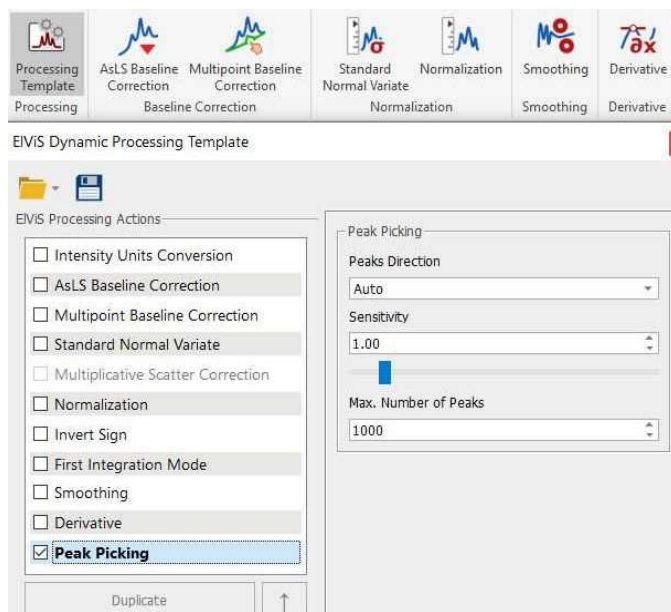 Processing Template
AsLS Baseline Correction
Multipoint Baseline Correction
Standard Normal Variate
Normalization
Smoothing
Derivative
Processing
Baseline Correction
Normalization
Smoothing
Derivative
ElViS Dynamic Processing Template
ElViS Processing Actions
Intensity Units Conversion
AsLS Baseline Correction
Multipoint Baseline Correction
Standard Normal Variate
Multiplicative Scatter Correction
Normalization
Invert Sign
First Integration Mode
Smoothing
Derivative
Peak Picking
Duplicate
Peak Picking
Peaks Direction
Auto
Sensitivity
1.00
Max. Number of Peaks
1000